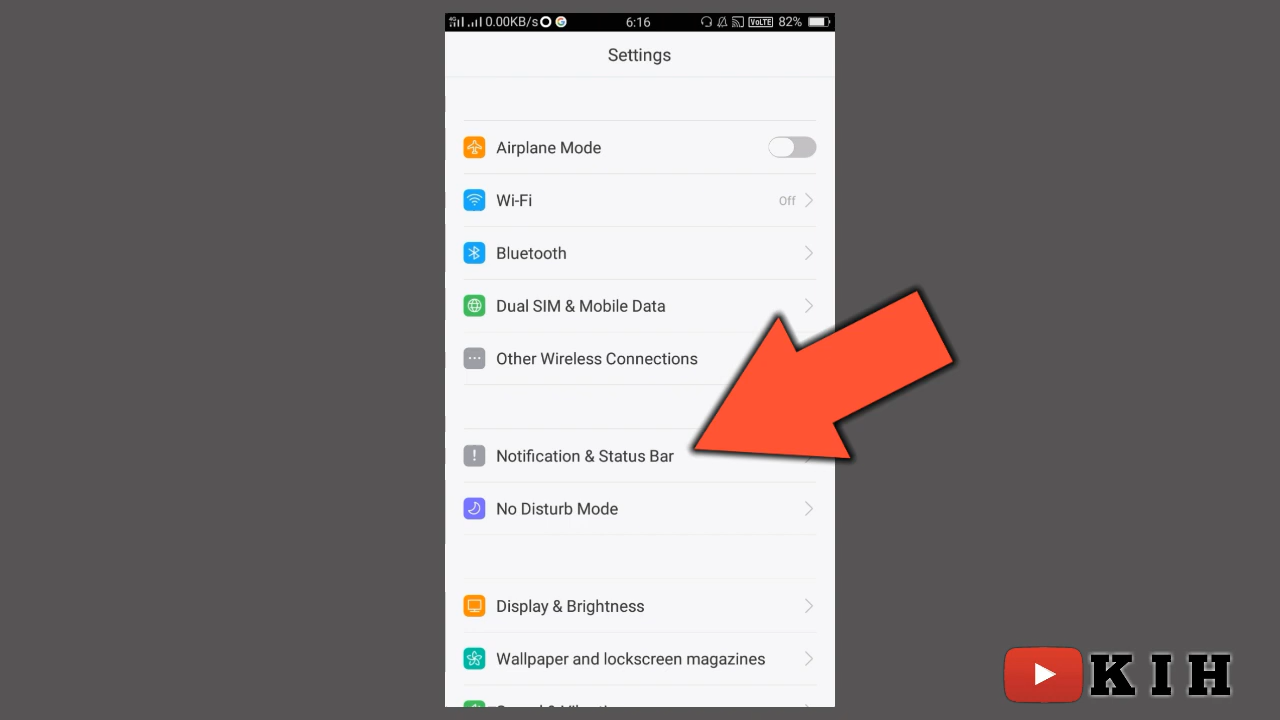 0.00KB/s 6:16 VoLTE 82%
Settings
Airplane Mode
Wi-Fi Off
Bluetooth
Dual SIM & Mobile Data
Other Wireless Connections
Notification & Status Bar
No Disturb Mode
Display & Brightness
Wallpaper and lockscreen magazines
KIH